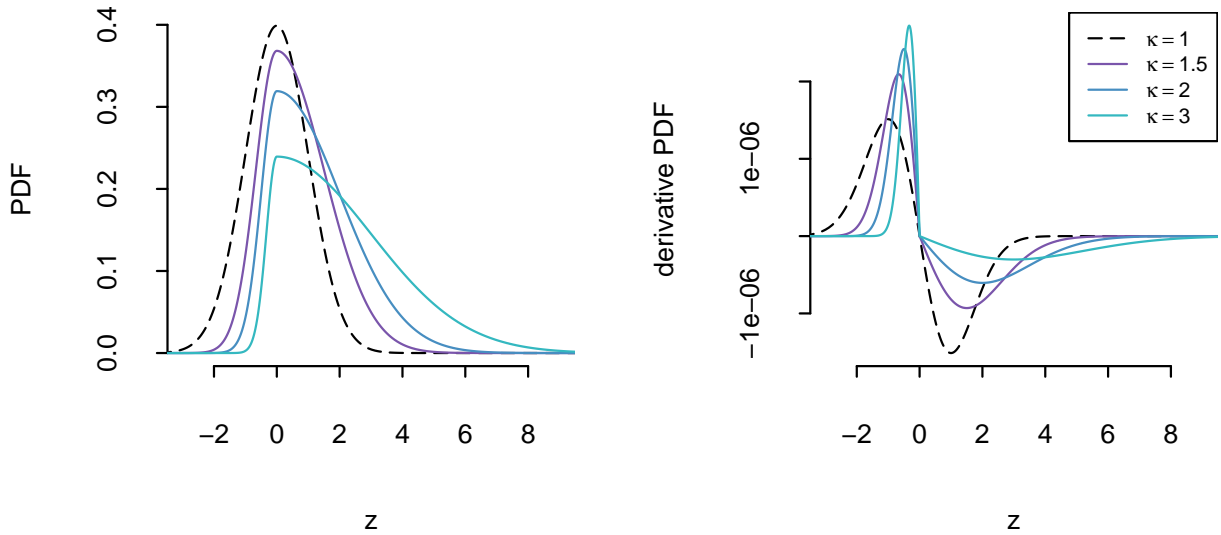 PDF
0.0
0.1
0.2
0.3
0.4
−2 0 2 4 6 8
z
derivative PDF
−1e−06
1e−06
−2 0 2 4 6 8
z
κ = 1
κ = 1.5
κ = 2
κ = 3